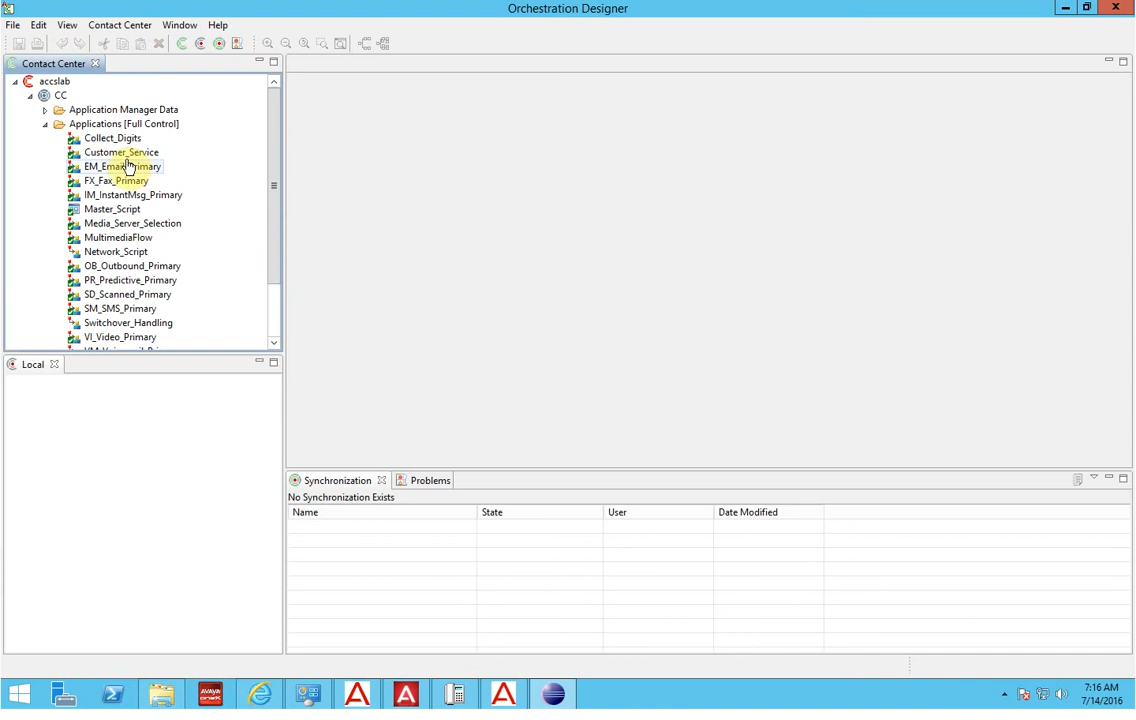 Orchestration Designer
File Edit View Contact Center Window Help
Contact Center
accslab
CC
Application Manager Data
Applications [Full Control]
Collect_Digits
Customer_Service
EM_Email_Primary
FX_Fax_Primary
IM_InstantMsg_Primary
Master_Script
Media_Server_Selection
MultimediaFlow
Network_Script
OB_Outbound_Primary
PR_Predictive_Primary
SD_Scanned_Primary
SM_SMS_Primary
Switchover_Handling
VI_Video_Primary
Local
Synchronization Problems
No Synchronization Exists
Name State User Date Modified
AVAYA
7:16 AM
7/14/2016